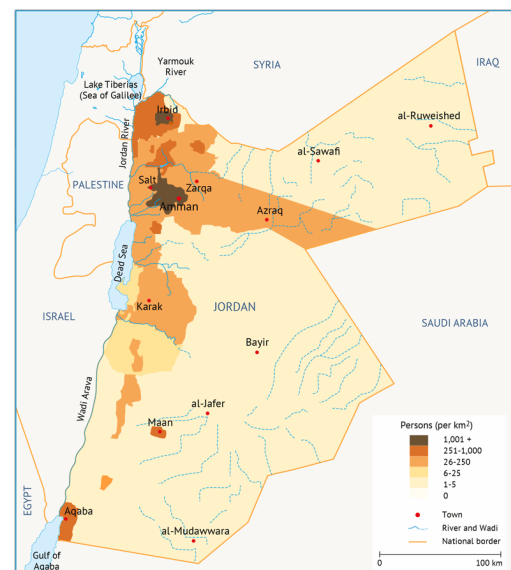 Yarmouk
River
SYRIA
IRAQ
Lake Tiberias
(Sea of Galilee)
Irbid
al-Ruweished
Jordan River
al-Sawafi
PALESTINE
Salt
Zarqa
Amman
Azraq
Dead Sea
Karak
JORDAN
ISRAEL
SAUDI ARABIA
Bayir
Wadi Arava
al-Jafer
Maan
EGYPT
Aqaba
al-Mudawwara
Gulf of
Aqaba
Persons (per km²)
1,001 +
251-1,000
26-250
6-25
1-5
0
Town
River and Wadi
National border
0 100 km